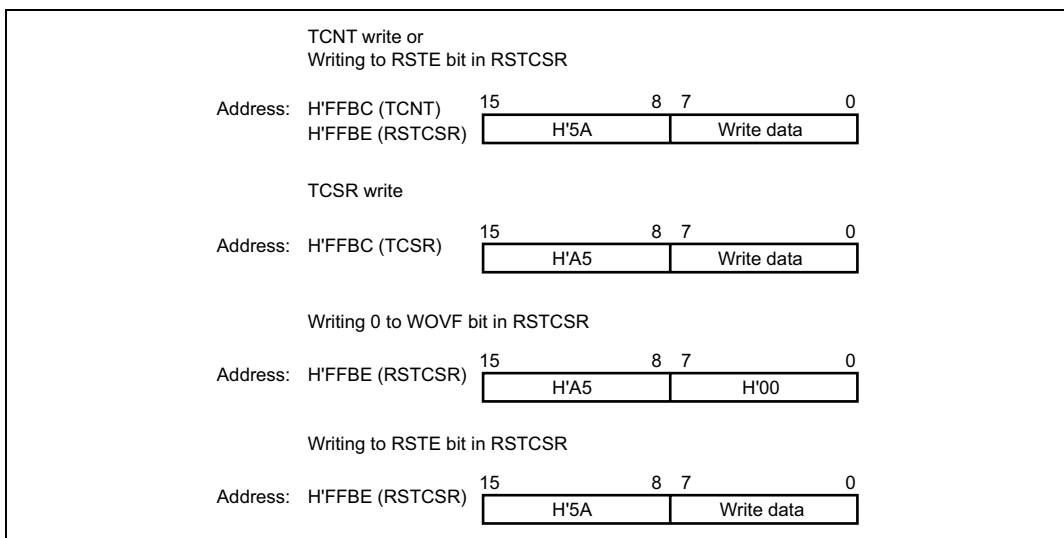 TCNT write or
Writing to RSTE bit in RSTCSR
Address: H'FFBC (TCNT) 15 8 7 0
H'FFBE (RSTCSR) H'5A Write data
TCSR write
15 8 7 0
Address: H'FFBC (TCSR) H'A5 Write data
Writing 0 to WOVF bit in RSTCSR
15 8 7 0
Address: H'FFBE (RSTCSR) H'A5 H'00
Writing to RSTE bit in RSTCSR
15 8 7 0
Address: H'FFBE (RSTCSR) H'5A Write data